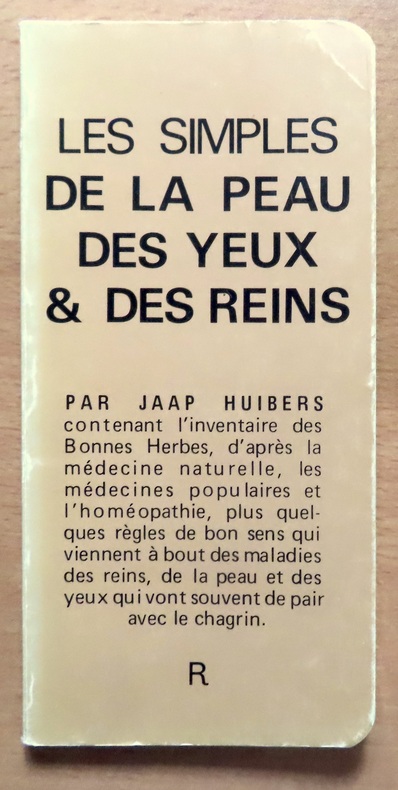 LES SIMPLES
DE LA PEAU
DES YEUX
& DES REINS
PAR JAAP HUIBERS
contenant l'inventaire des
Bonnes Herbes, d'après la
médecine naturelle, les
médecines populaires et
l'homéopathie, plus quel-
ques règles de bon sens qui
viennent à bout des maladies
des reins, de la peau et des
yeux qui vont souvent de pair
avec le chagrin.
R